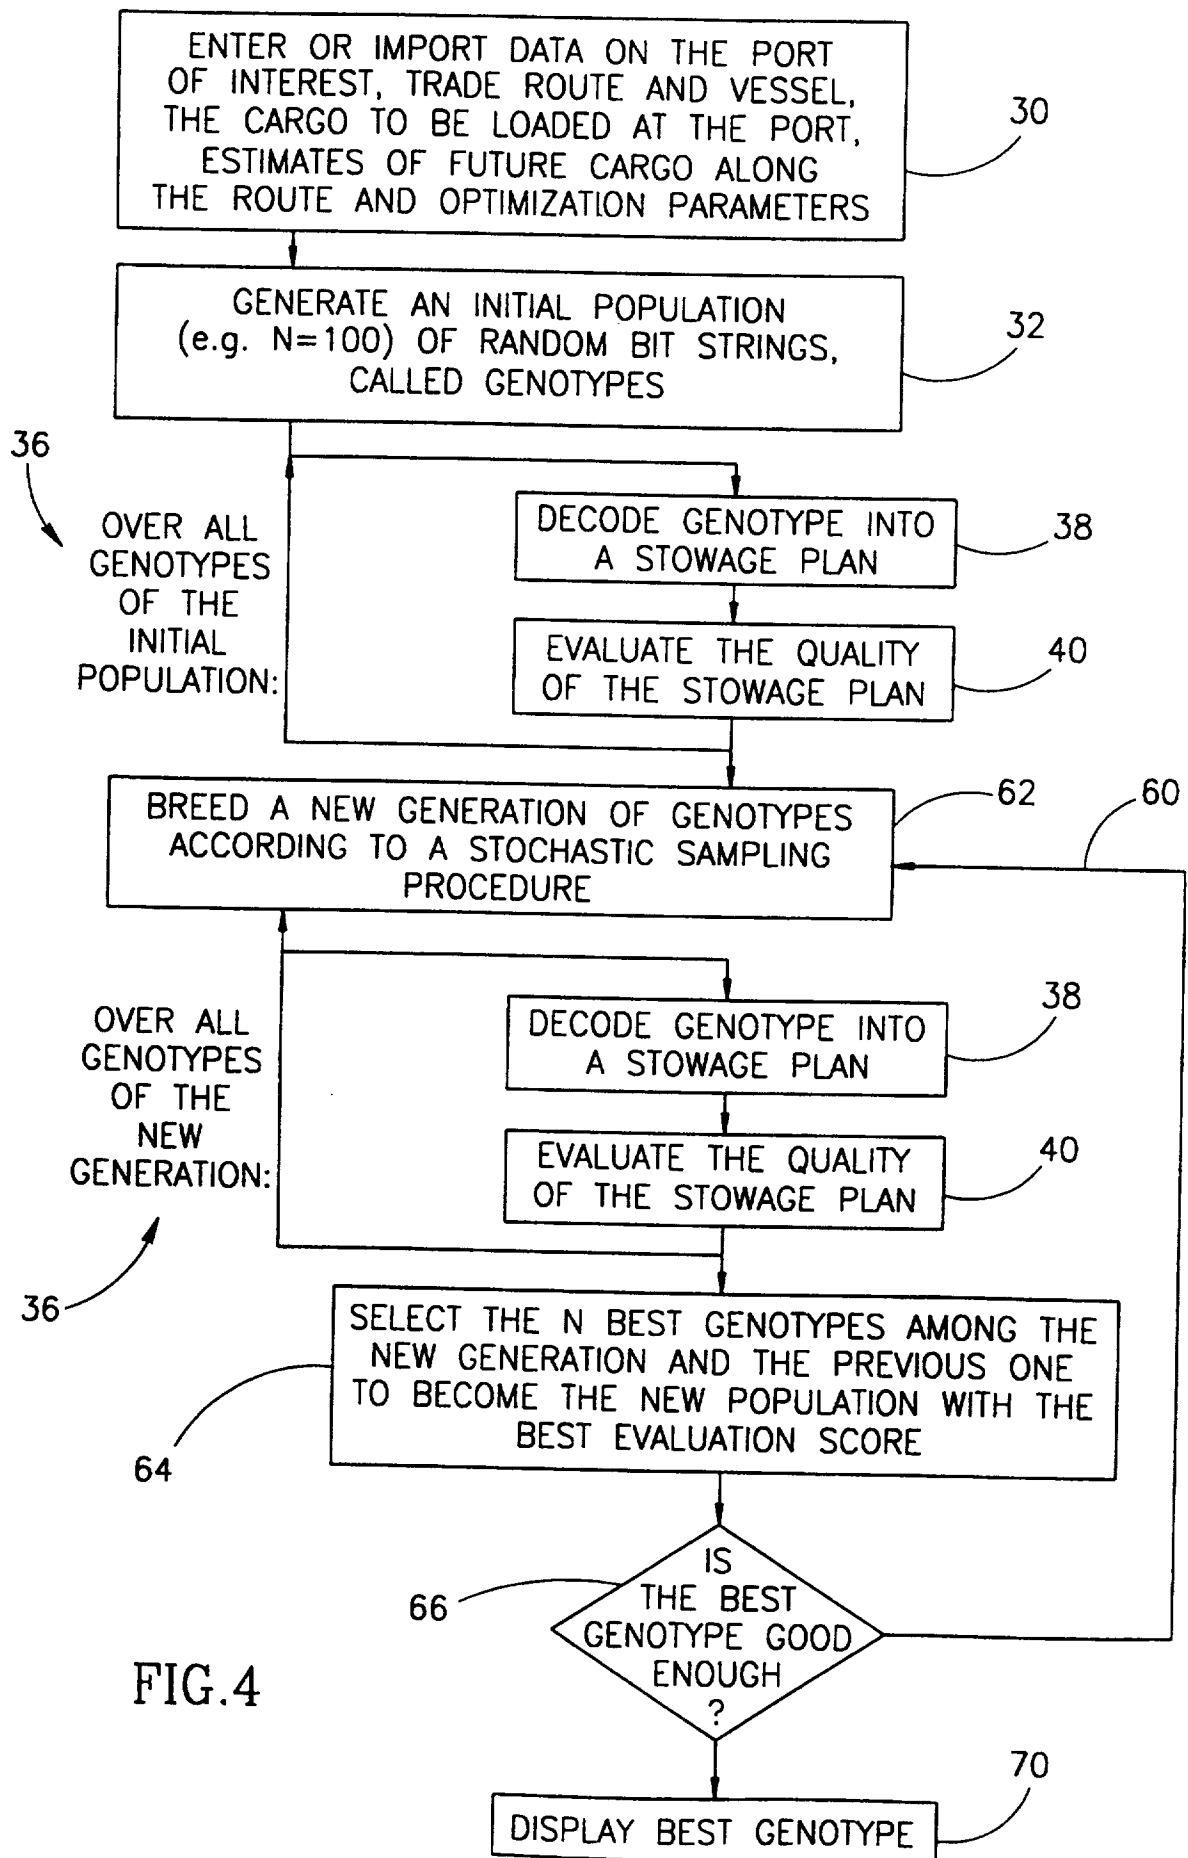 ENTER OR IMPORT DATA ON THE PORT
OF INTEREST, TRADE ROUTE AND VESSEL,
THE CARGO TO BE LOADED AT THE PORT,
ESTIMATES OF FUTURE CARGO ALONG
THE ROUTE AND OPTIMIZATION PARAMETERS
30
GENERATE AN INITIAL POPULATION
(e.g. N=100) OF RANDOM BIT STRINGS,
CALLED GENOTYPES
32
36
OVER ALL
GENOTYPES
OF THE
INITIAL
POPULATION:
DECODE GENOTYPE INTO
A STOWAGE PLAN
38
EVALUATE THE QUALITY
OF THE STOWAGE PLAN
40
BREED A NEW GENERATION OF GENOTYPES
ACCORDING TO A STOCHASTIC SAMPLING
PROCEDURE
62
60
OVER ALL
GENOTYPES
OF THE
NEW
GENERATION:
36
DECODE GENOTYPE INTO
A STOWAGE PLAN
38
EVALUATE THE QUALITY
OF THE STOWAGE PLAN
40
SELECT THE N BEST GENOTYPES AMONG THE
NEW GENERATION AND THE PREVIOUS ONE
TO BECOME THE NEW POPULATION WITH THE
BEST EVALUATION SCORE
64
IS
THE BEST
GENOTYPE GOOD
ENOUGH
?
66
FIG.4
DISPLAY BEST GENOTYPE
70